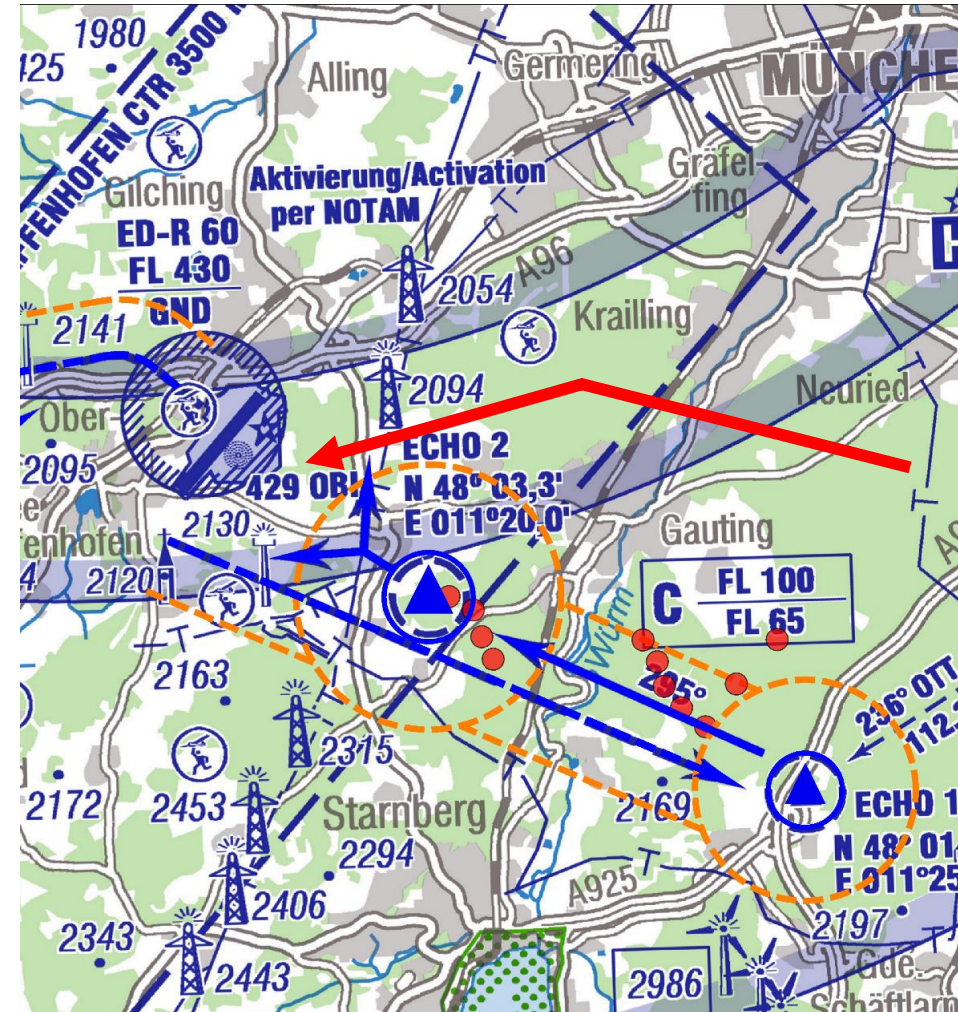 1980
425
Alling
Germering
MÜNCHE
FFENHOFEN CTR 3500
Gilching
Aktivierung/Activation
per NOTAM
Gräfel-
fing
ED-R 60
FL 430
GND
2054
A96
Krailling
2141
2094
Neuried
Ober-
2095
ECHO 2
N 48° 03,3'
E 011°20,0'
429 OBI
2130
Gauting
enhofen
2120
C
FL 100
FL 65
Würm
2163
295°
236° OTT
112,
2315
2172
2453
2169
ECHO 1
N 48° 01
E 011°25
Starnberg
2294
A925
2406
2197
2343
2443
2986
Gde.
Schäftlarn